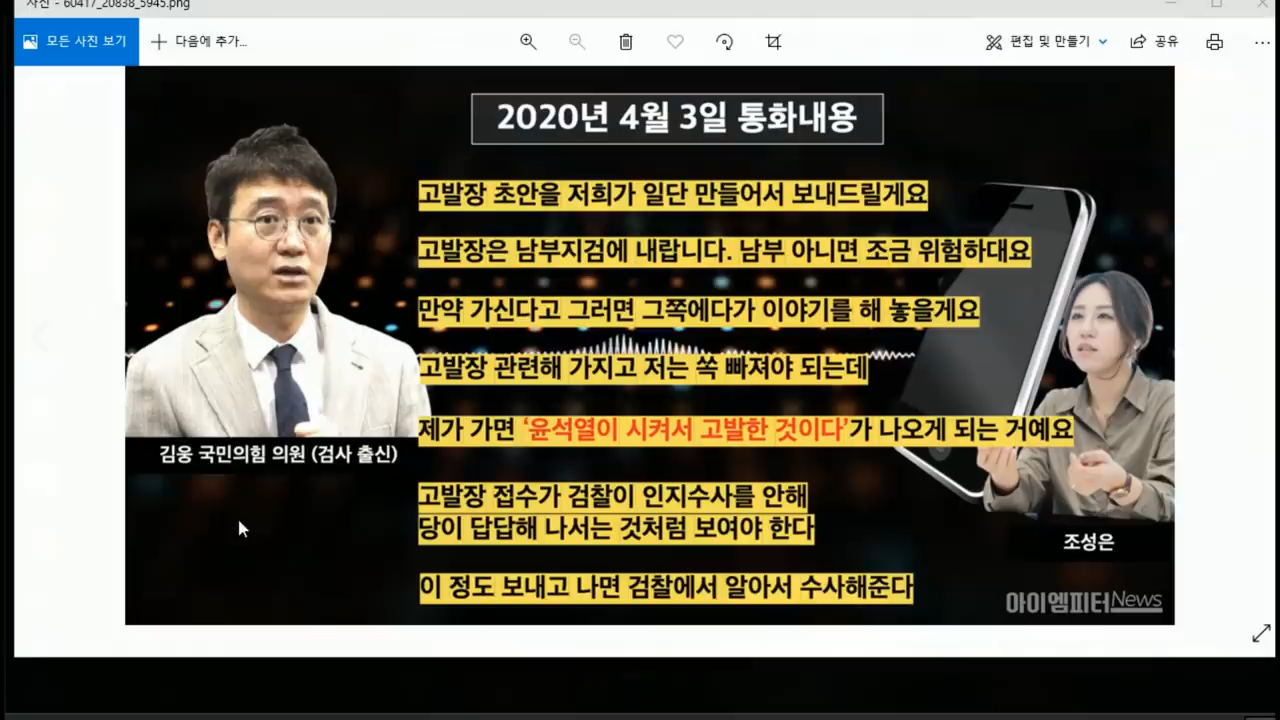 사진 - 60417_20838_5945.png
모든 사진 보기
다음에 추가...
편집 및 만들기
공유
2020년 4월 3일 통화내용
고발장 초안을 저희가 일단 만들어서 보내드릴게요
고발장은 남부지검에 내랍니다. 남부 아니면 조금 위험하대요
만약 가신다고 그러면 그쪽에다가 이야기를 해 놓을게요
고발장 관련해 가지고 저는 쏙 빠져야 되는데
제가 가면 ‘윤석열이 시켜서 고발한 것이다’가 나오게 되는 거예요
고발장 접수가 검찰이 인지수사를 안해
당이 답답해 나서는 것처럼 보여야 한다
이 정도 보내고 나면 검찰에서 알아서 수사해준다
김웅 국민의힘 의원 (검사 출신)
조성은
아이엠피터News